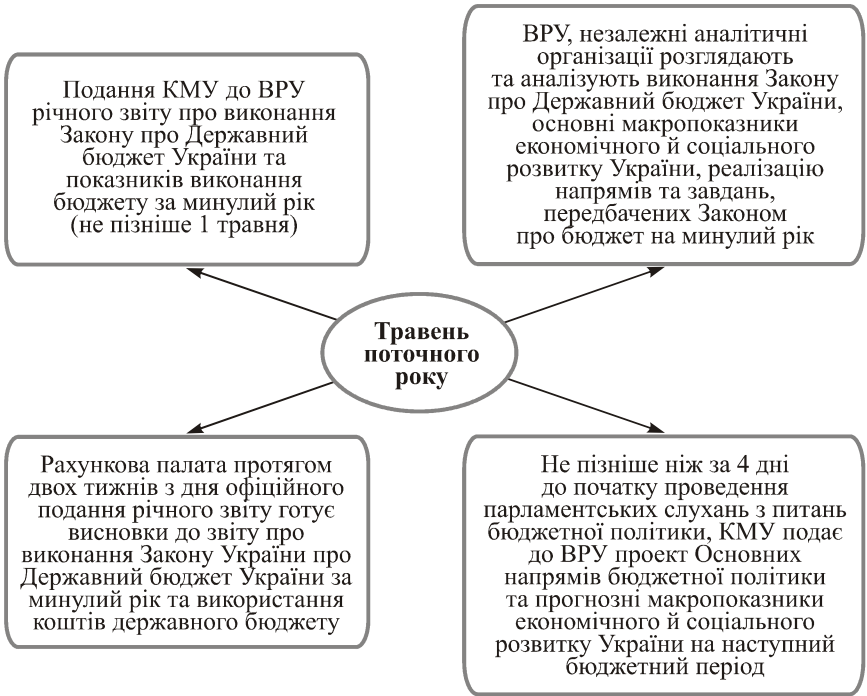 Подання КМУ до ВРУ
річного звіту про виконання
Закону про Державний
бюджет України та
показників виконання
бюджету за минулий рік
(не пізніше 1 травня)
ВРУ, незалежні аналітичні
організації розглядають
та аналізують виконання Закону
про Державний бюджет України,
основні макропоказники
економічного й соціального
розвитку України, реалізацію
напрямів та завдань,
передбачених Законом
про бюджет на минулий рік
Травень
поточного
року
Рахункова палата протягом
двох тижнів з дня офіційного
подання річного звіту готує
висновки до звіту про
виконання Закону України про
Державний бюджет України за
минулий рік та використання
коштів державного бюджету
Не пізніше ніж за 4 дні
до початку проведення
парламентських слухань з питань
бюджетної політики, КМУ подає
до ВРУ проект Основних
напрямів бюджетної політики
та прогнозні макропоказники
економічного й соціального
розвитку України на наступний
бюджетний період